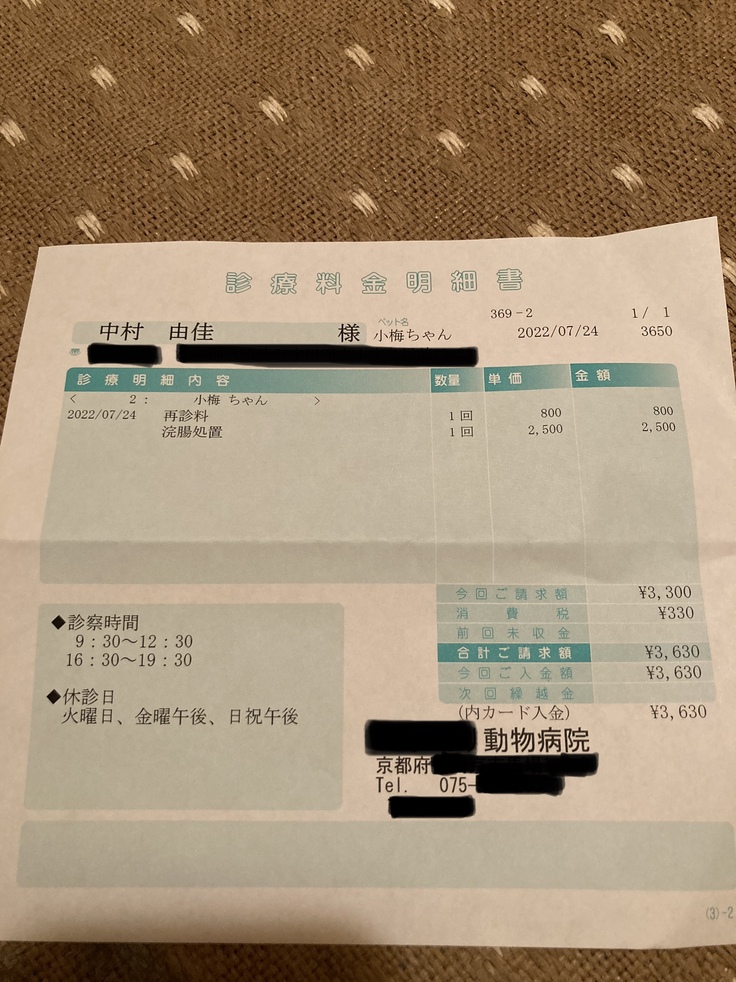 診療料金明細書
369-2 1/ 1
中村 由佳 様 ペット名 小梅ちゃん 2022/07/24 3650
診療明細内容 数量 単価 金額
< 2: 小梅 ちゃん >
2022/07/24 再診料 1回 800 800
浣腸処置 1回 2,500 2,500
今回ご請求額 ¥3,300
消費税 ¥330
前回未収金
合計ご請求額 ¥3,630
今回ご入金額 ¥3,630
次回繰越金
(内カード入金) ¥3,630
◆診察時間
9:30〜12:30
16:30〜19:30
◆休診日
火曜日、金曜午後、日祝午後
動物病院
京都府
Tel. 075-
(3)-2